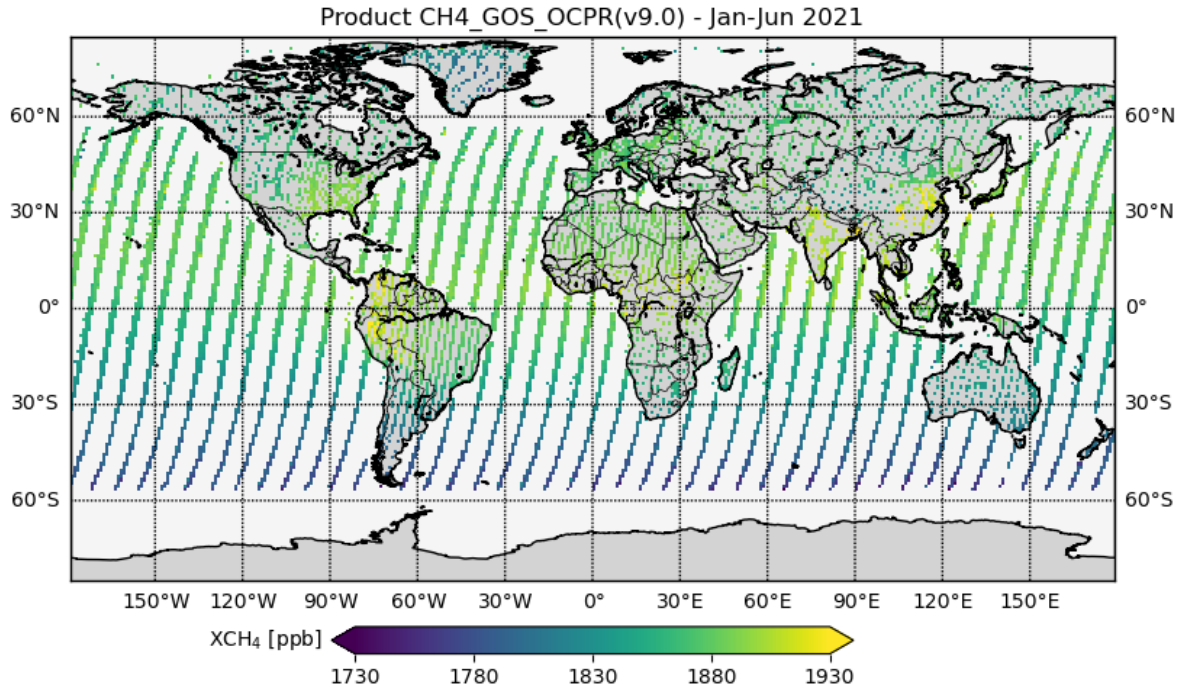 Product CH4_GOS_OCPR(v9.0) - Jan-Jun 2021
60°N 60°N
30°N 30°N
0° 0°
30°S 30°S
60°S 60°S
150°W 120°W 90°W 60°W 30°W 0° 30°E 60°E 90°E 120°E 150°E
XCH₄ [ppb]
1730 1780 1830 1880 1930